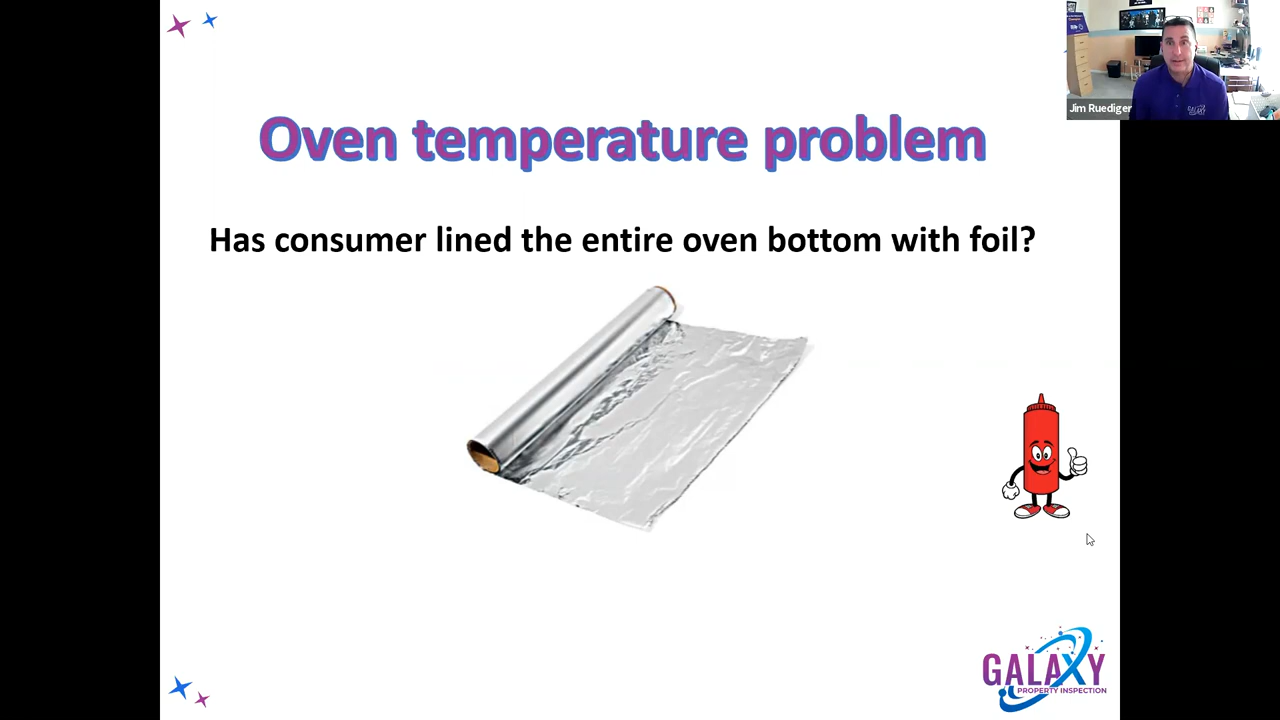 Jim Ruediger
Oven temperature problem
Has consumer lined the entire oven bottom with foil?
GALAXY
PROPERTY INSPECTION